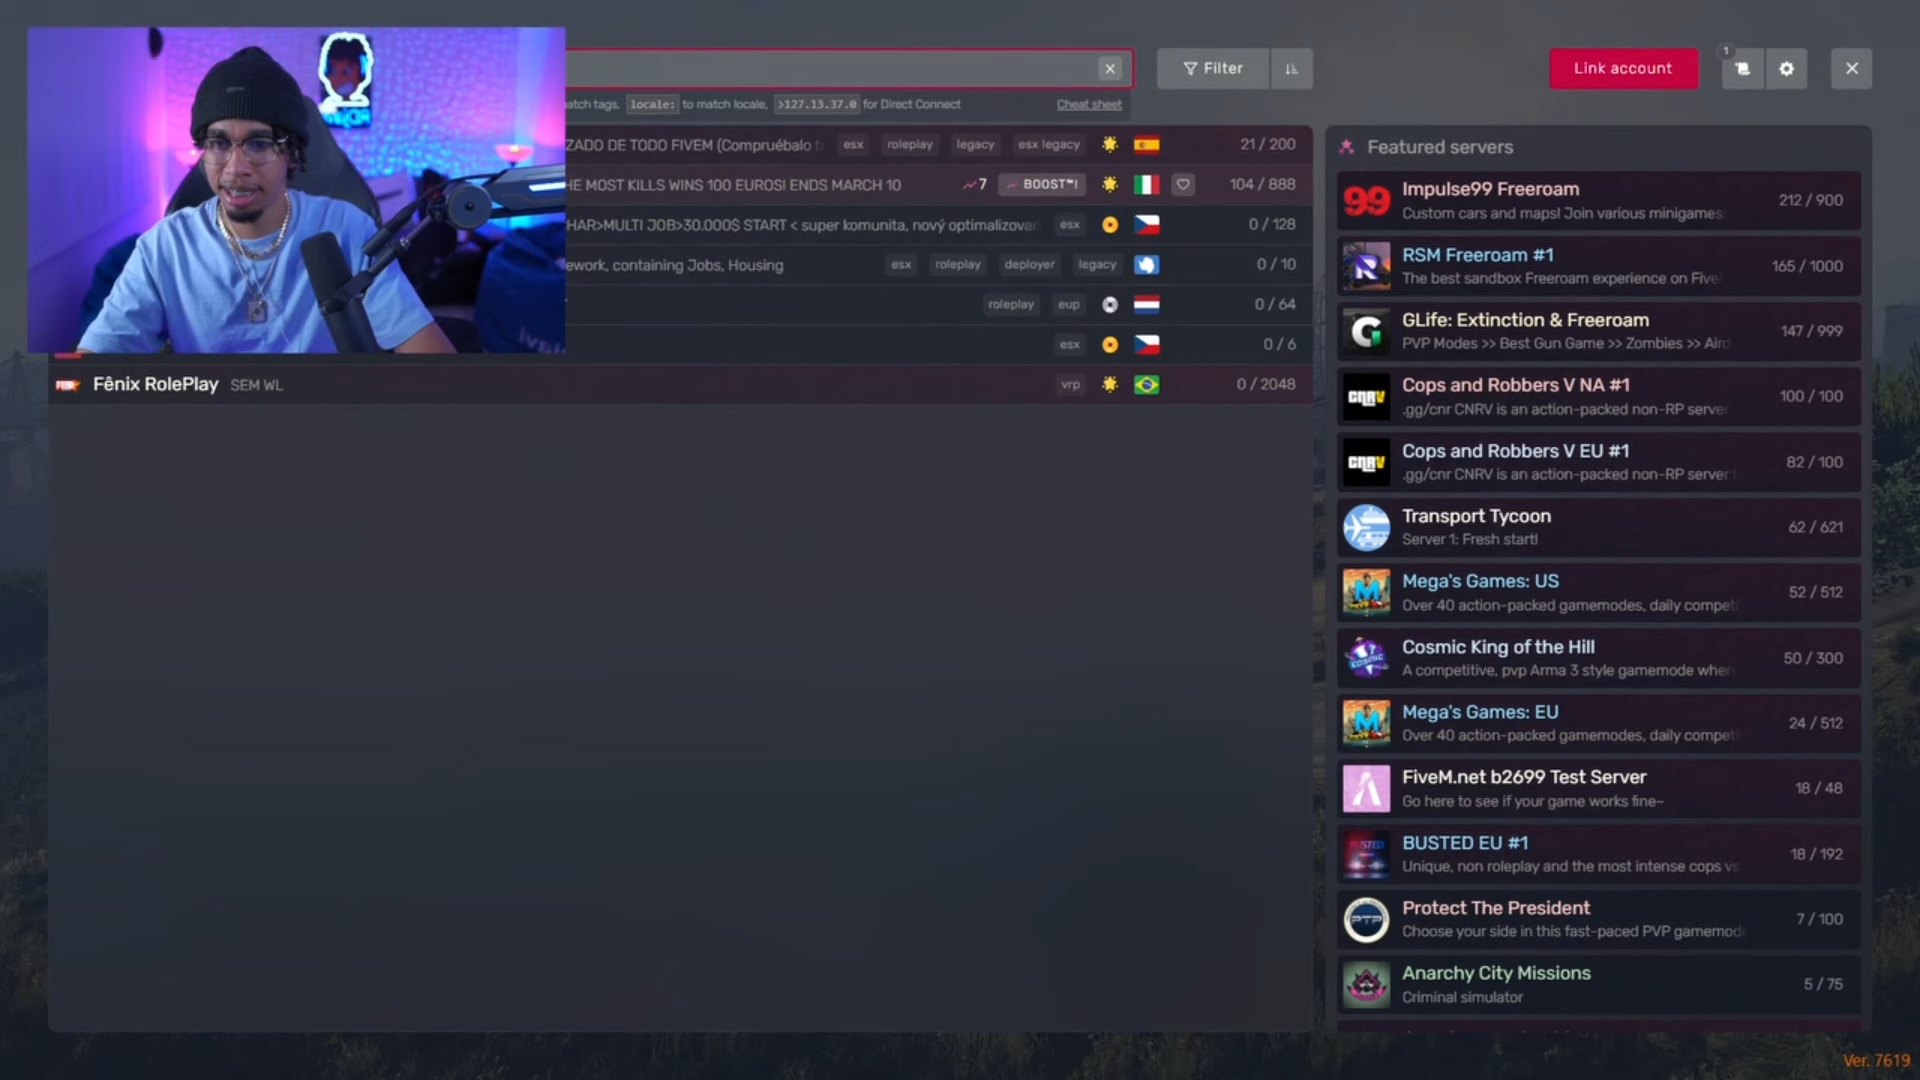 Filter
Link account
1
atch tags, locale: to match locale, >127.13.37.0 for Direct Connect
Cheat sheet
ZADO DE TODO FIVEM (Compruébalo esx roleplay legacy esx legacy 21 / 200
HE MOST KILLS WINS 100 EUROS! ENDS MARCH 10 7 BOOST™! 104 / 888
HAR>MULTI JOB>30.000$ START < super komunita, nový optimalizova esx 0 / 128
ework, containing Jobs, Housing esx roleplay deployer legacy 0 / 10
roleplay eup 0 / 64
esx 0 / 6
Fênix RolePlay SEM WL vrp 0 / 2048
Featured servers
99
Impulse99 Freeroam
Custom cars and maps! Join various minigames
212 / 900
RSM Freeroam #1
The best sandbox Freeroam experience on Five
165 / 1000
GLife: Extinction & Freeroam
PVP Modes >> Best Gun Game >> Zombies >> Aird
147 / 999
CNRV
Cops and Robbers V NA #1
.gg/cnr CNRV is an action-packed non-RP server
100 / 100
CNRV
Cops and Robbers V EU #1
.gg/cnr CNRV is an action-packed non-RP server
82 / 100
Transport Tycoon
Server 1: Fresh start!
62 / 621
Mega's Games: US
Over 40 action-packed gamemodes, daily compet
52 / 512
COSMIC
Cosmic King of the Hill
A competitive, pvp Arma 3 style gamemode wher
50 / 300
Mega's Games: EU
Over 40 action-packed gamemodes, daily compet
24 / 512
FiveM.net b2699 Test Server
Go here to see if your game works fine~
18 / 48
BUSTED
BUSTED EU #1
Unique, non roleplay and the most intense cops vs
18 / 192
PTP
Protect The President
Choose your side in this fast-paced PVP gamemod
7 / 100
Anarchy City Missions
Criminal simulator
5 / 75
Ver. 7619